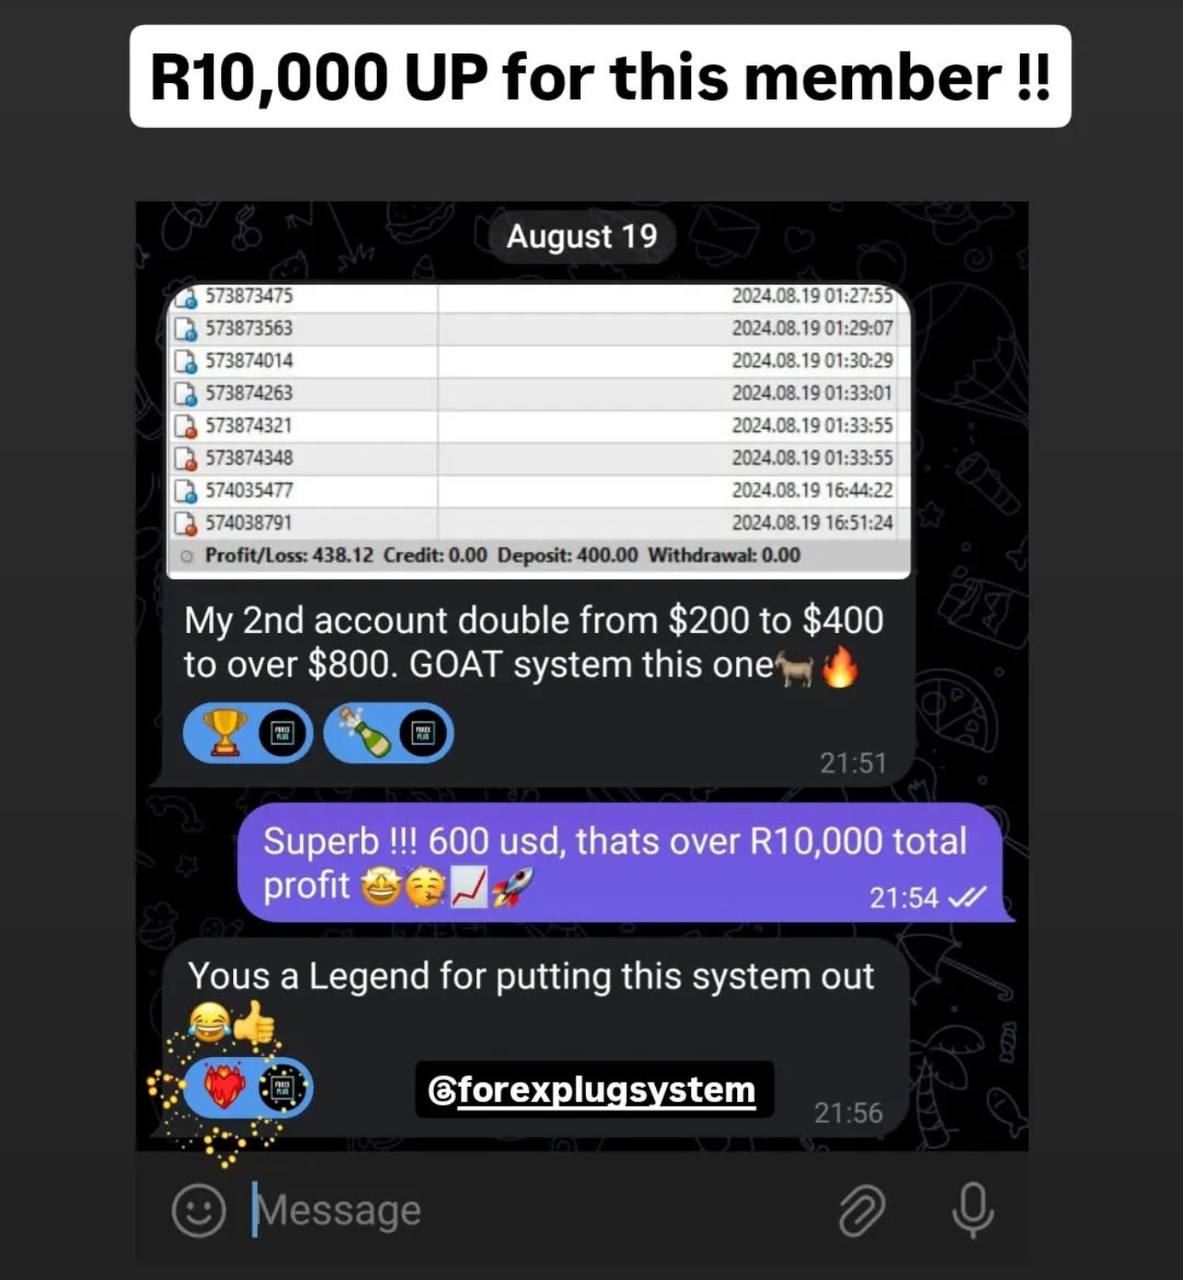 R10,000 UP for this member !!
August 19
573873475 2024.08.19 01:27:55
573873563 2024.08.19 01:29:07
573874014 2024.08.19 01:30:29
573874263 2024.08.19 01:33:01
573874321 2024.08.19 01:33:55
573874348 2024.08.19 01:33:55
574035477 2024.08.19 16:44:22
574038791 2024.08.19 16:51:24
Profit/Loss: 438.12 Credit: 0.00 Deposit: 400.00 Withdrawal: 0.00
My 2nd account double from $200 to $400
to over $800. GOAT system this one🐐🔥
🏆 FOREX PLUG 🍾 FOREX PLUG
21:51
Superb !!! 600 usd, thats over R10,000 total
profit 🤩🥳📈🚀
21:54
Yous a Legend for putting this system out
😂👍
❤️‍🔥 FOREX PLUG
@forexplugsystem
21:56
Message